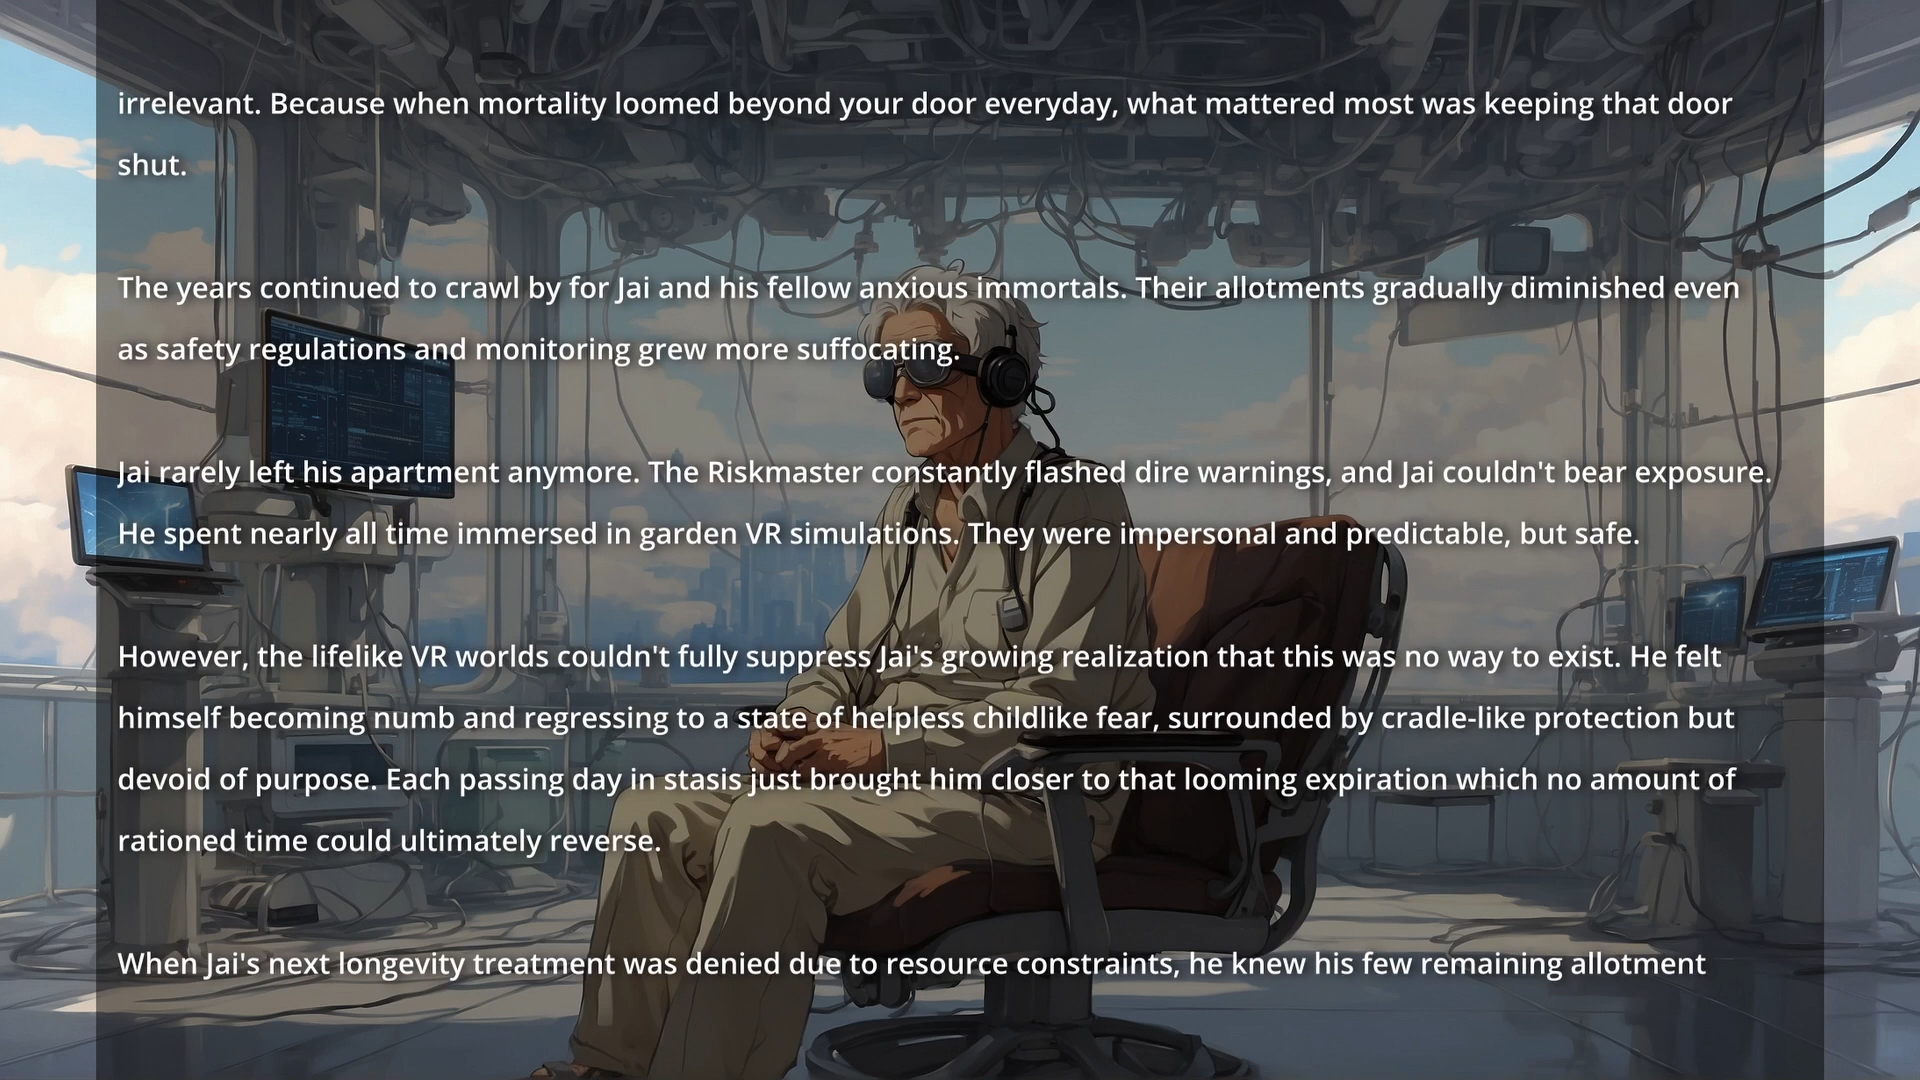 irrelevant. Because when mortality loomed beyond your door everyday, what mattered most was keeping that door
shut.
The years continued to crawl by for Jai and his fellow anxious immortals. Their allotments gradually diminished even
as safety regulations and monitoring grew more suffocating.
Jai rarely left his apartment anymore. The Riskmaster constantly flashed dire warnings, and Jai couldn't bear exposure.
He spent nearly all time immersed in garden VR simulations. They were impersonal and predictable, but safe.
However, the lifelike VR worlds couldn't fully suppress Jai's growing realization that this was no way to exist. He felt
himself becoming numb and regressing to a state of helpless childlike fear, surrounded by cradle-like protection but
devoid of purpose. Each passing day in stasis just brought him closer to that looming expiration which no amount of
rationed time could ultimately reverse.
When Jai's next longevity treatment was denied due to resource constraints, he knew his few remaining allotment